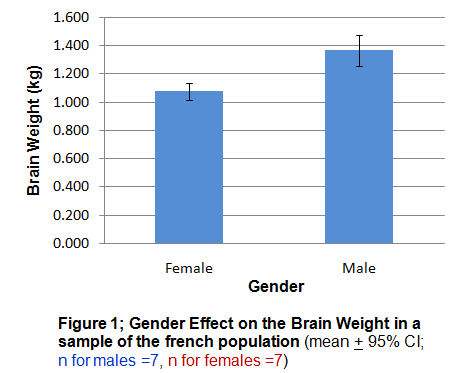 1.600
1.400
1.200
1.000
0.800
0.600
0.400
0.200
0.000
Brain Weight (kg)
Female Male
Gender
Figure 1; Gender Effect on the Brain Weight in a
sample of the french population (mean ± 95% CI;
n for males =7, n for females =7)